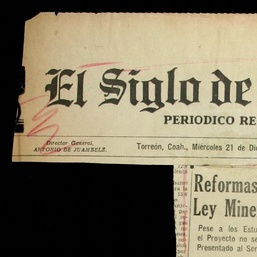 El Siglo de
PERIODICO RE
Director General,
ANTONIO DE JUAMBELZ.
Torreón, Coah., Miércoles 21 de Di
Reformas
Ley Mine
Pese a los Estu
el Proyecto no se
Presentado al Ser